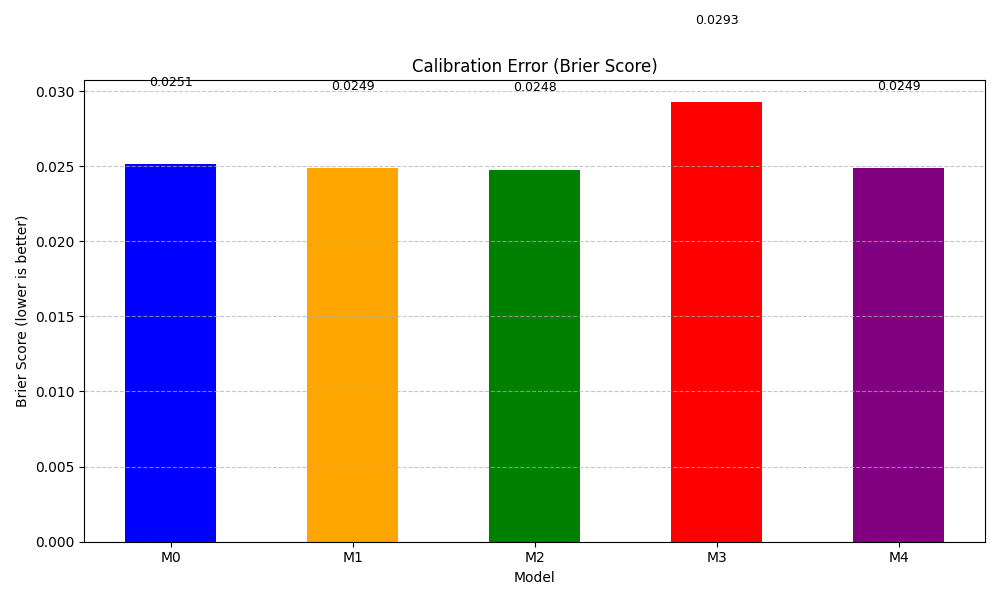 0.0293
Calibration Error (Brier Score)
0.0251
0.0249
0.0248
0.0249
0.030
0.025
0.020
0.015
0.010
0.005
0.000
Brier Score (lower is better)
M0
M1
M2
M3
M4
Model